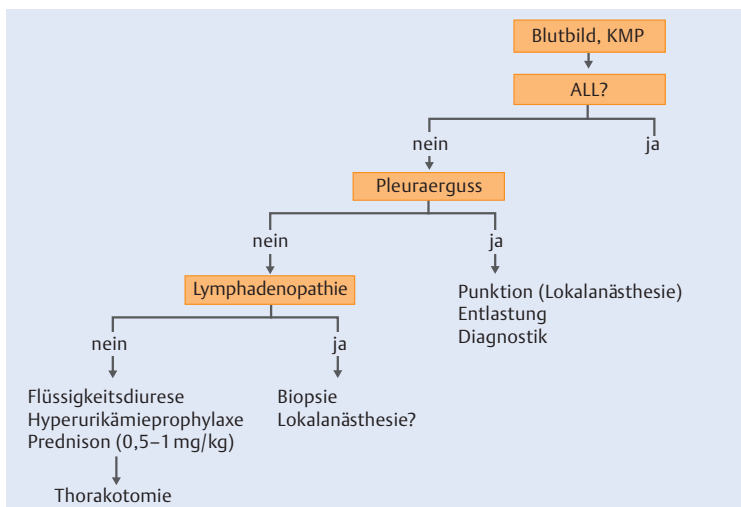 Blutbild, KMP
ALL?
nein
ja
Pleuraerguss
nein
ja
Lymphadenopathie
Punktion (Lokalanästhesie)
Entlastung
Diagnostik
nein
ja
Flüssigkeitsdiurese
Hyperurikämieprophylaxe
Prednison (0,5–1 mg/kg)
Biopsie
Lokalanästhesie?
Thorakotomie